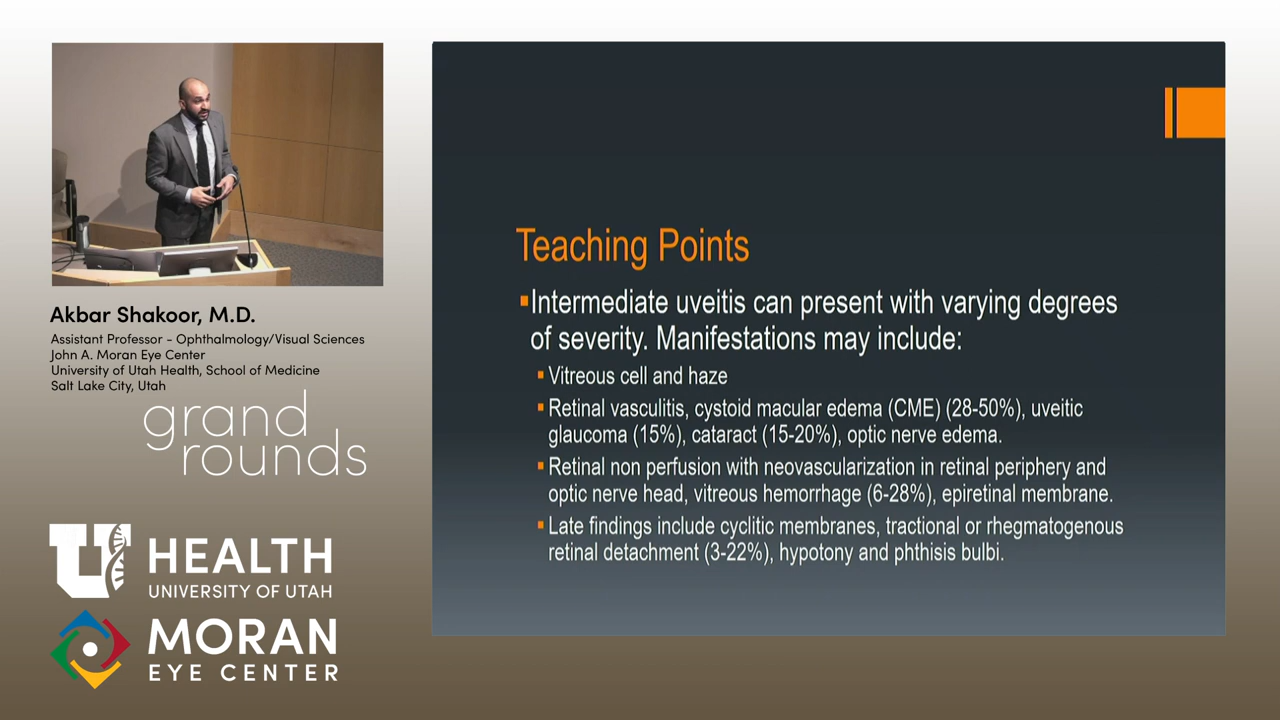 Akbar Shakoor, M.D.
Assistant Professor - Ophthalmology/Visual Sciences
John A. Moran Eye Center
University of Utah Health, School of Medicine
Salt Lake City, Utah
grand
rounds
U
HEALTH
UNIVERSITY OF UTAH
MORAN
EYE CENTER
Teaching Points
Intermediate uveitis can present with varying degrees
of severity. Manifestations may include:
Vitreous cell and haze
Retinal vasculitis, cystoid macular edema (CME) (28-50%), uveitic
glaucoma (15%), cataract (15-20%), optic nerve edema.
Retinal non perfusion with neovascularization in retinal periphery and
optic nerve head, vitreous hemorrhage (6-28%), epiretinal membrane.
Late findings include cyclitic membranes, tractional or rhegmatogenous
retinal detachment (3-22%), hypotony and phthisis bulbi.